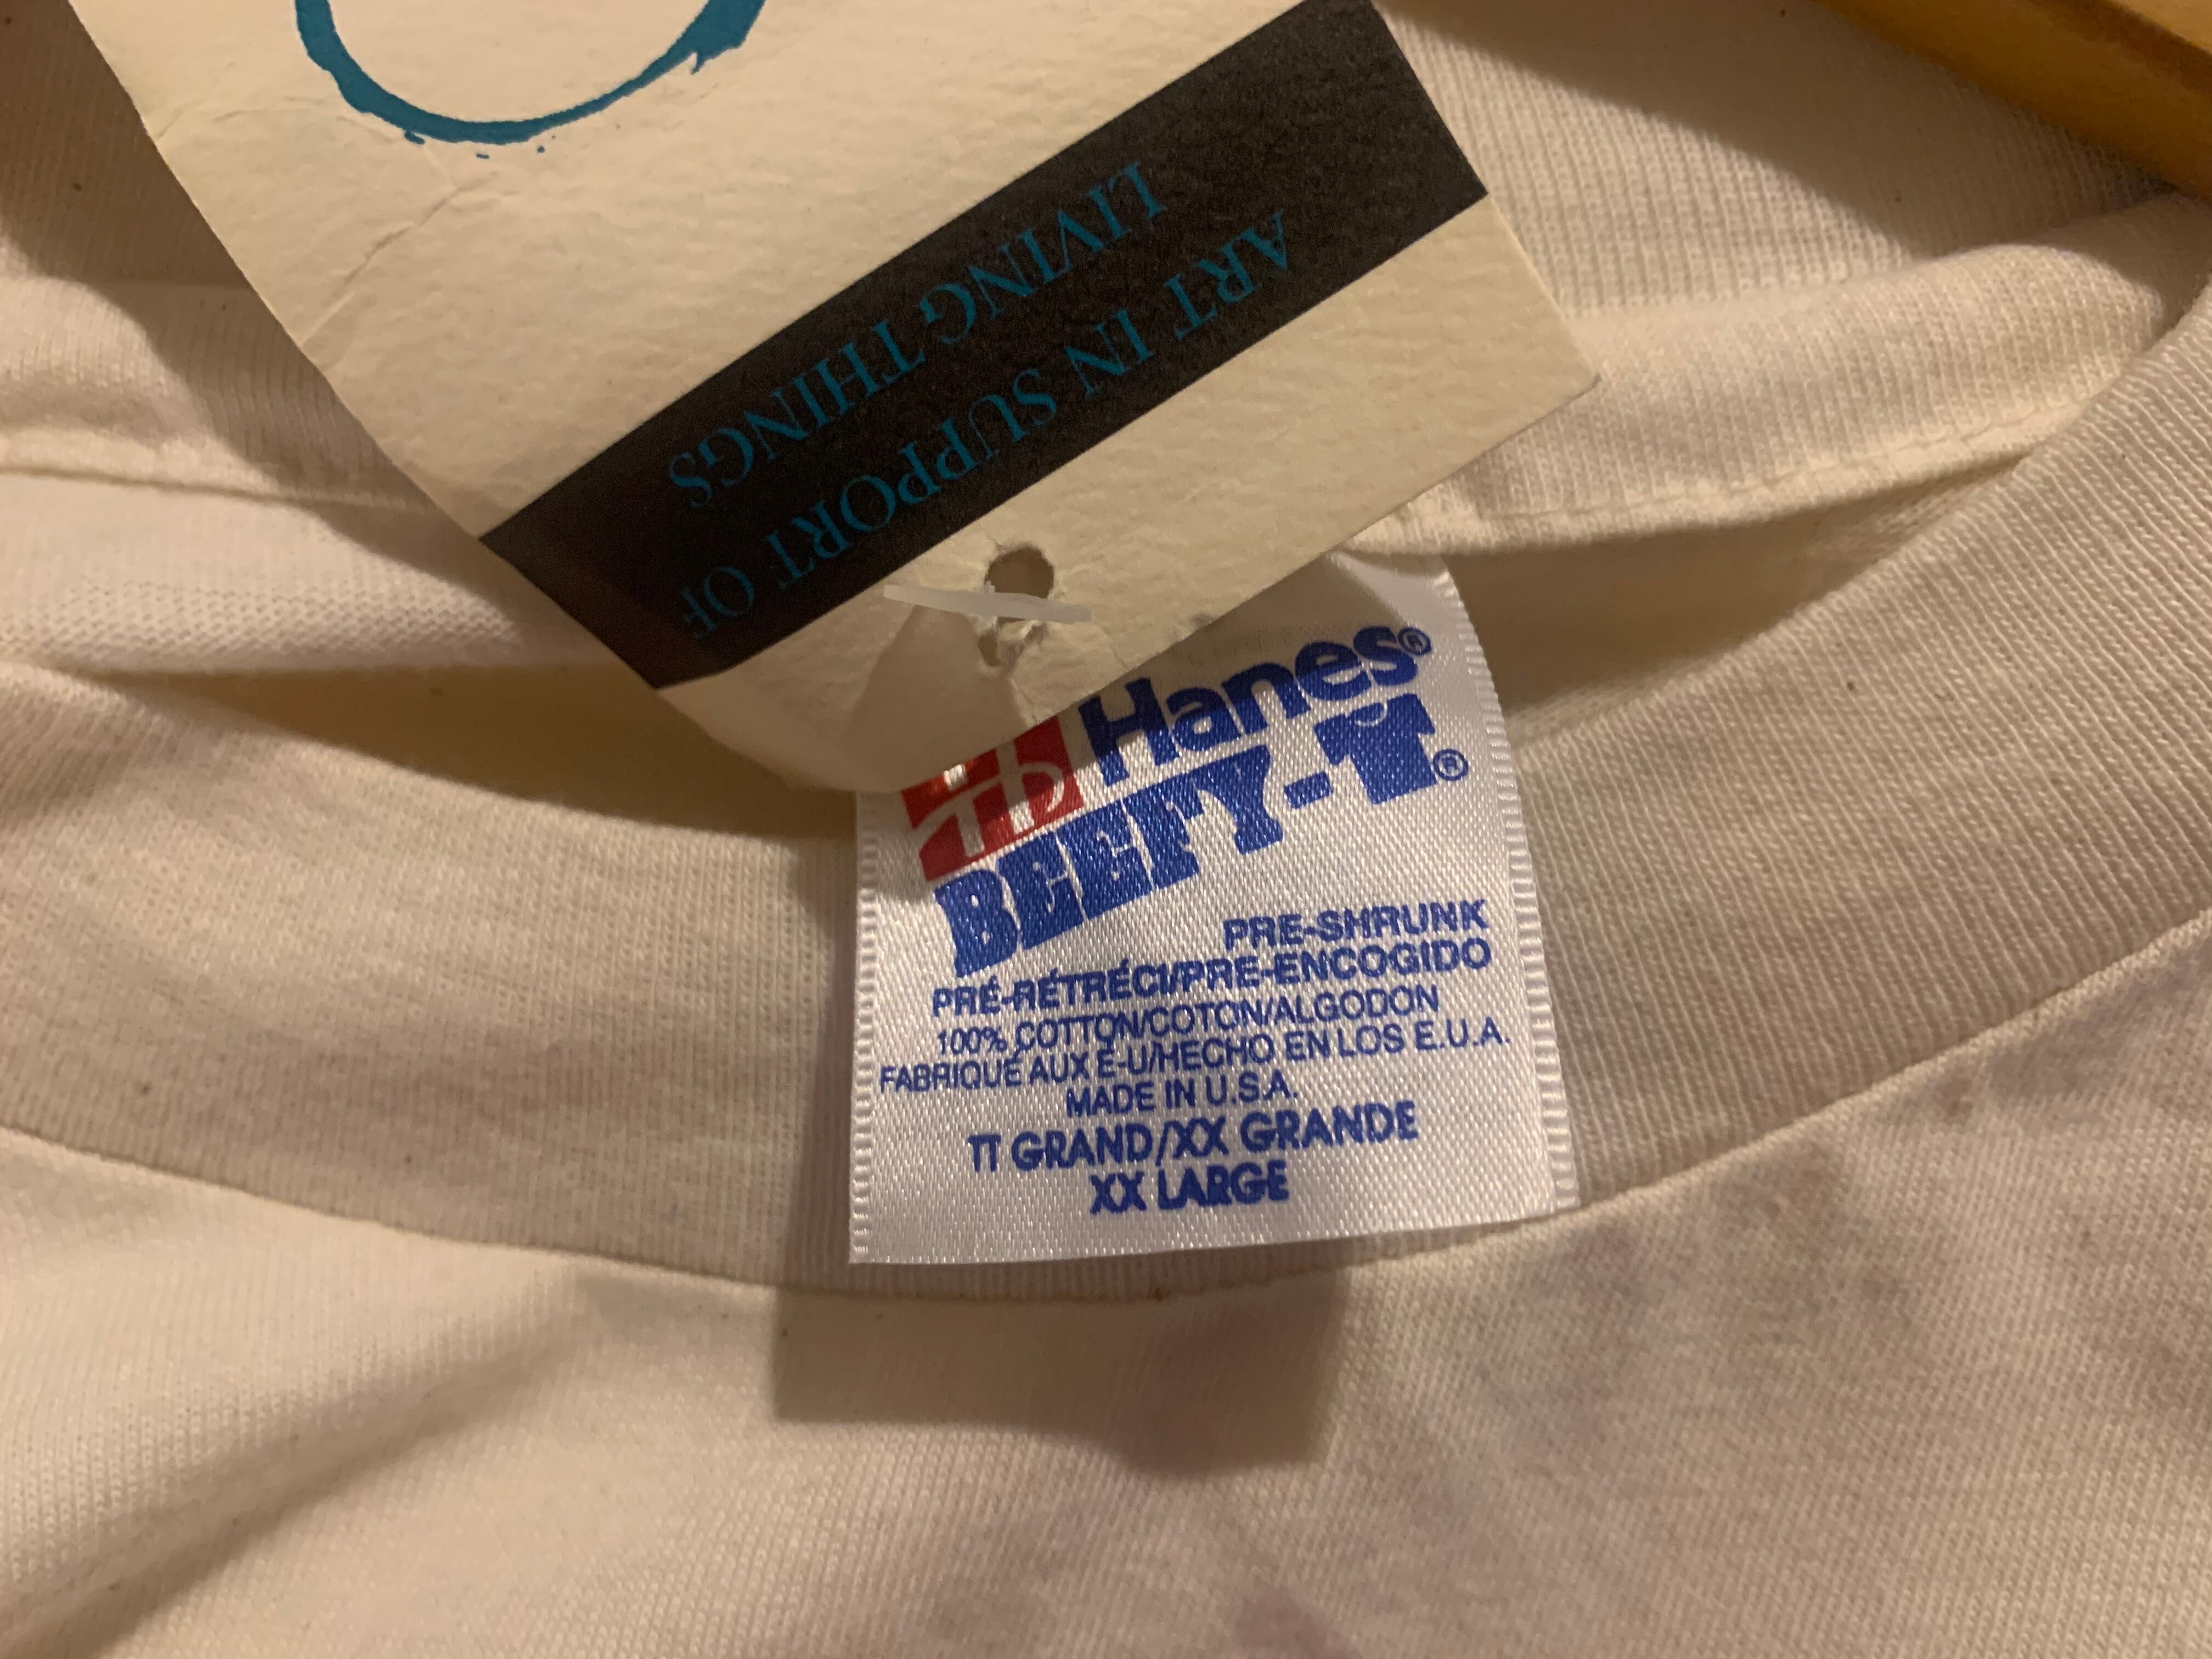 ART IN SUPPORT OF
LIVING THINGS
Hanes®
BEEFY-T®
PRE-SHRUNK
PRÉ-RÉTRÉCI/PRE-ENCOGIDO
100% COTTON/COTON/ALGODON
FABRIQUÉ AUX É-U/HECHO EN LOS E.U.A.
MADE IN U.S.A.
TT GRAND/XX GRANDE
XX LARGE